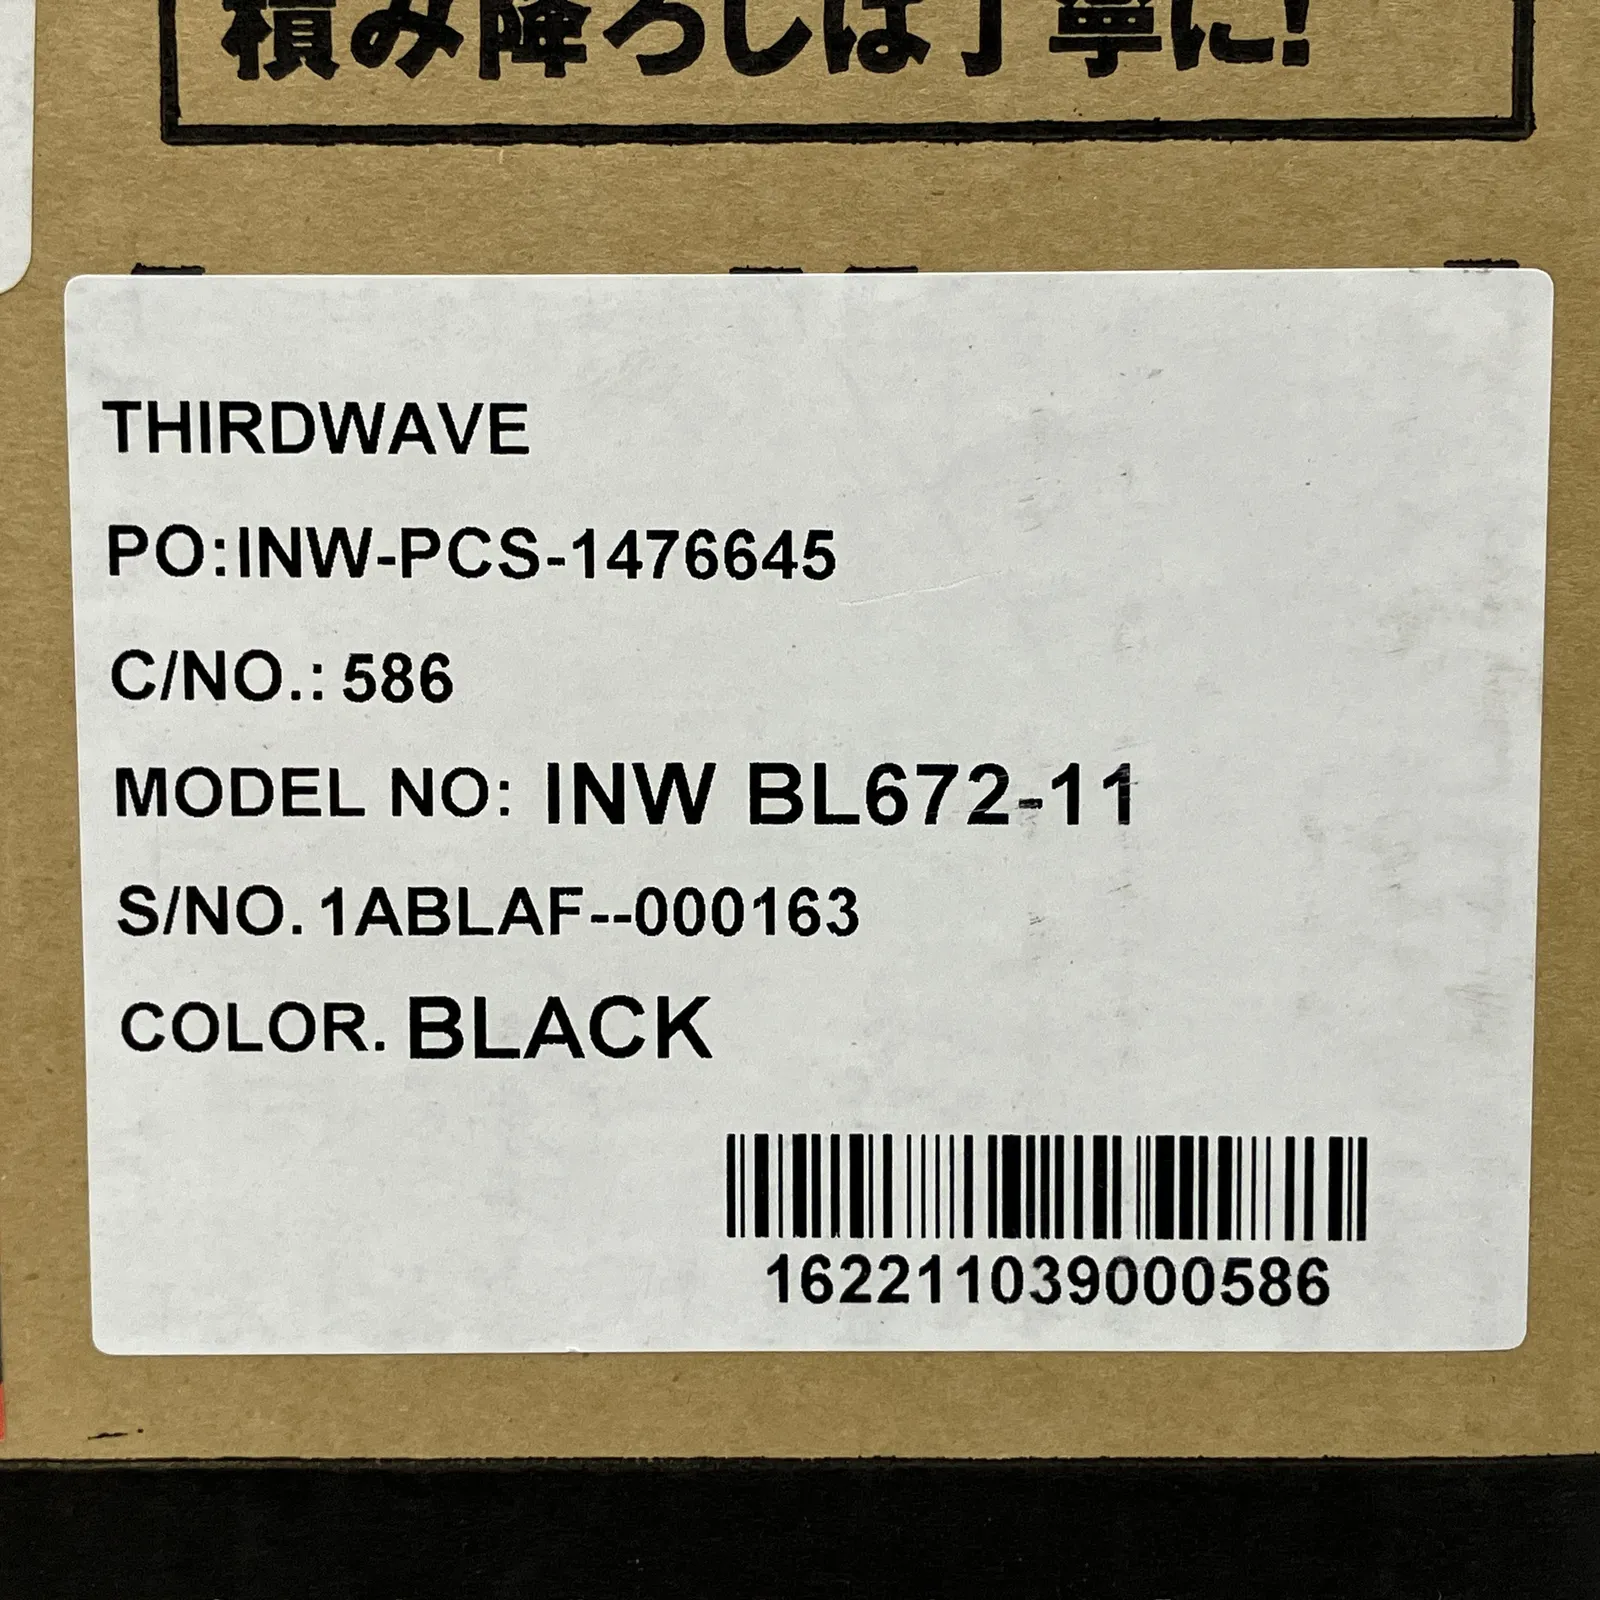 積み降ろしは丁寧に!
THIRDWAVE
PO:INW-PCS-1476645
C/NO.: 586
MODEL NO: INW BL672-11
S/NO. 1ABLAF--000163
COLOR. BLACK
162211039000586